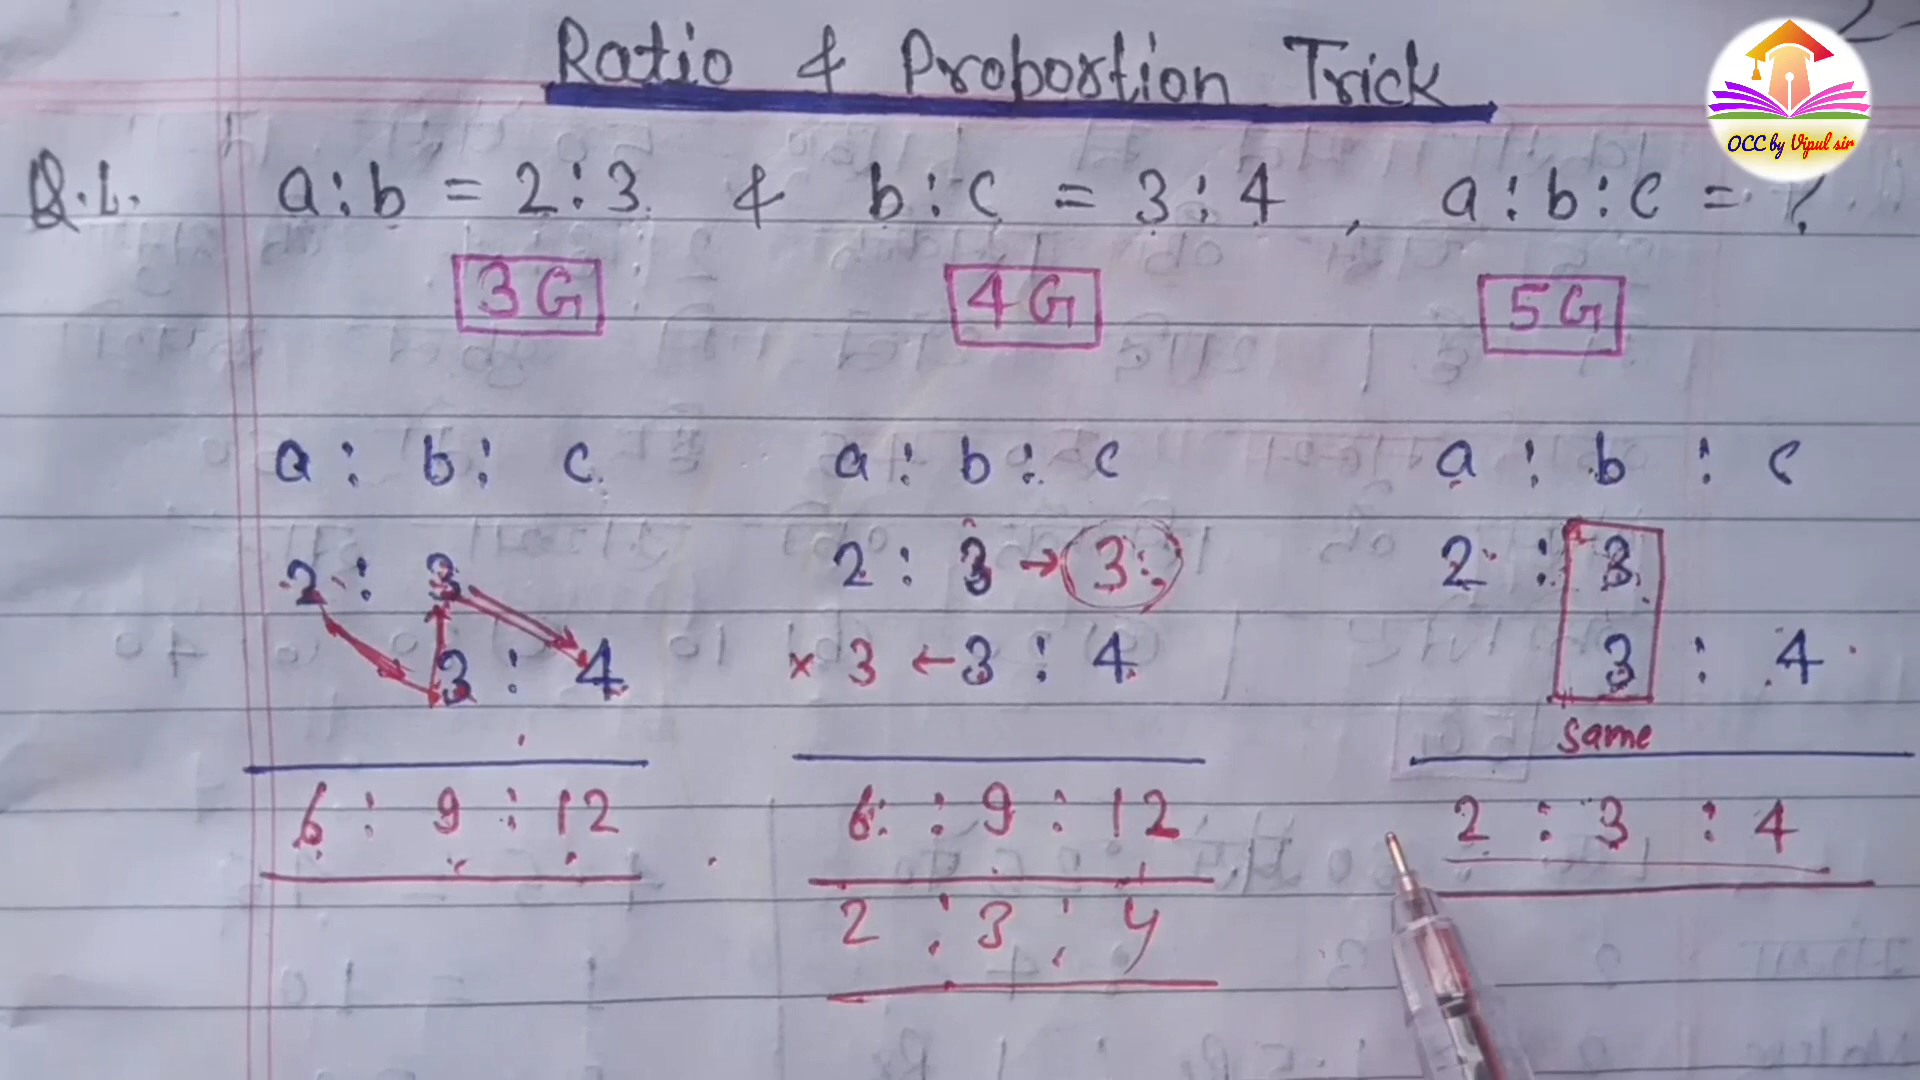 Ratio & Probortion Trick
OCC by Vipul sir
Q.1. a:b = 2:3 & b:c = 3:4, a:b:c = ?
3G 4G 5G
a : b : c a : b : c a : b : c
2 : 3 2 : 3 → 3 2 : 3
3 : 4 × 3 ← 3 : 4 3 : 4
same
6 : 9 : 12 6 : 9 : 12 2 : 3 : 4
2 : 3 : 4